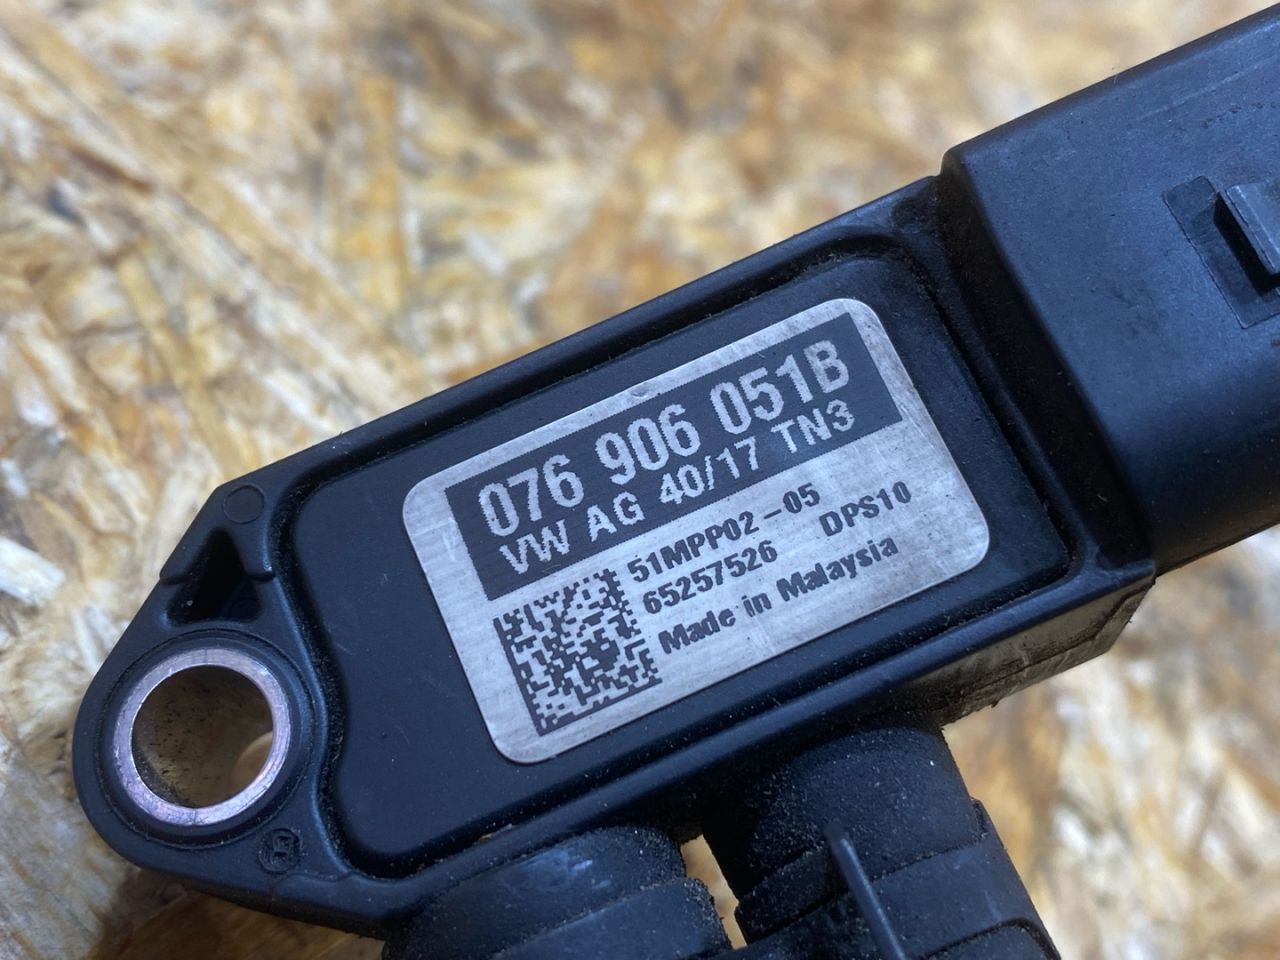 076 906 051B
VW AG 40/17 TN3
51MPP02-05
65257526 DPS10
Made in Malaysia